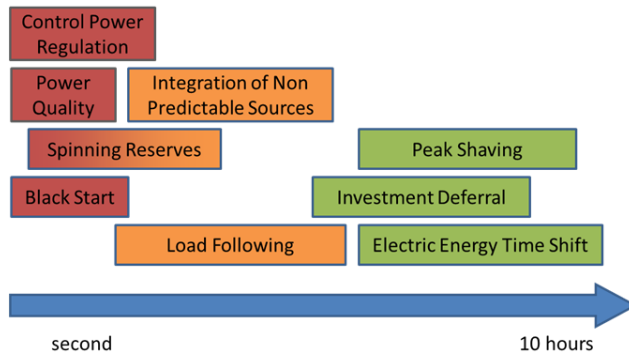 Control Power
Regulation
Power
Quality
Integration of Non
Predictable Sources
Spinning Reserves
Peak Shaving
Black Start
Investment Deferral
Load Following
Electric Energy Time Shift
second
10 hours